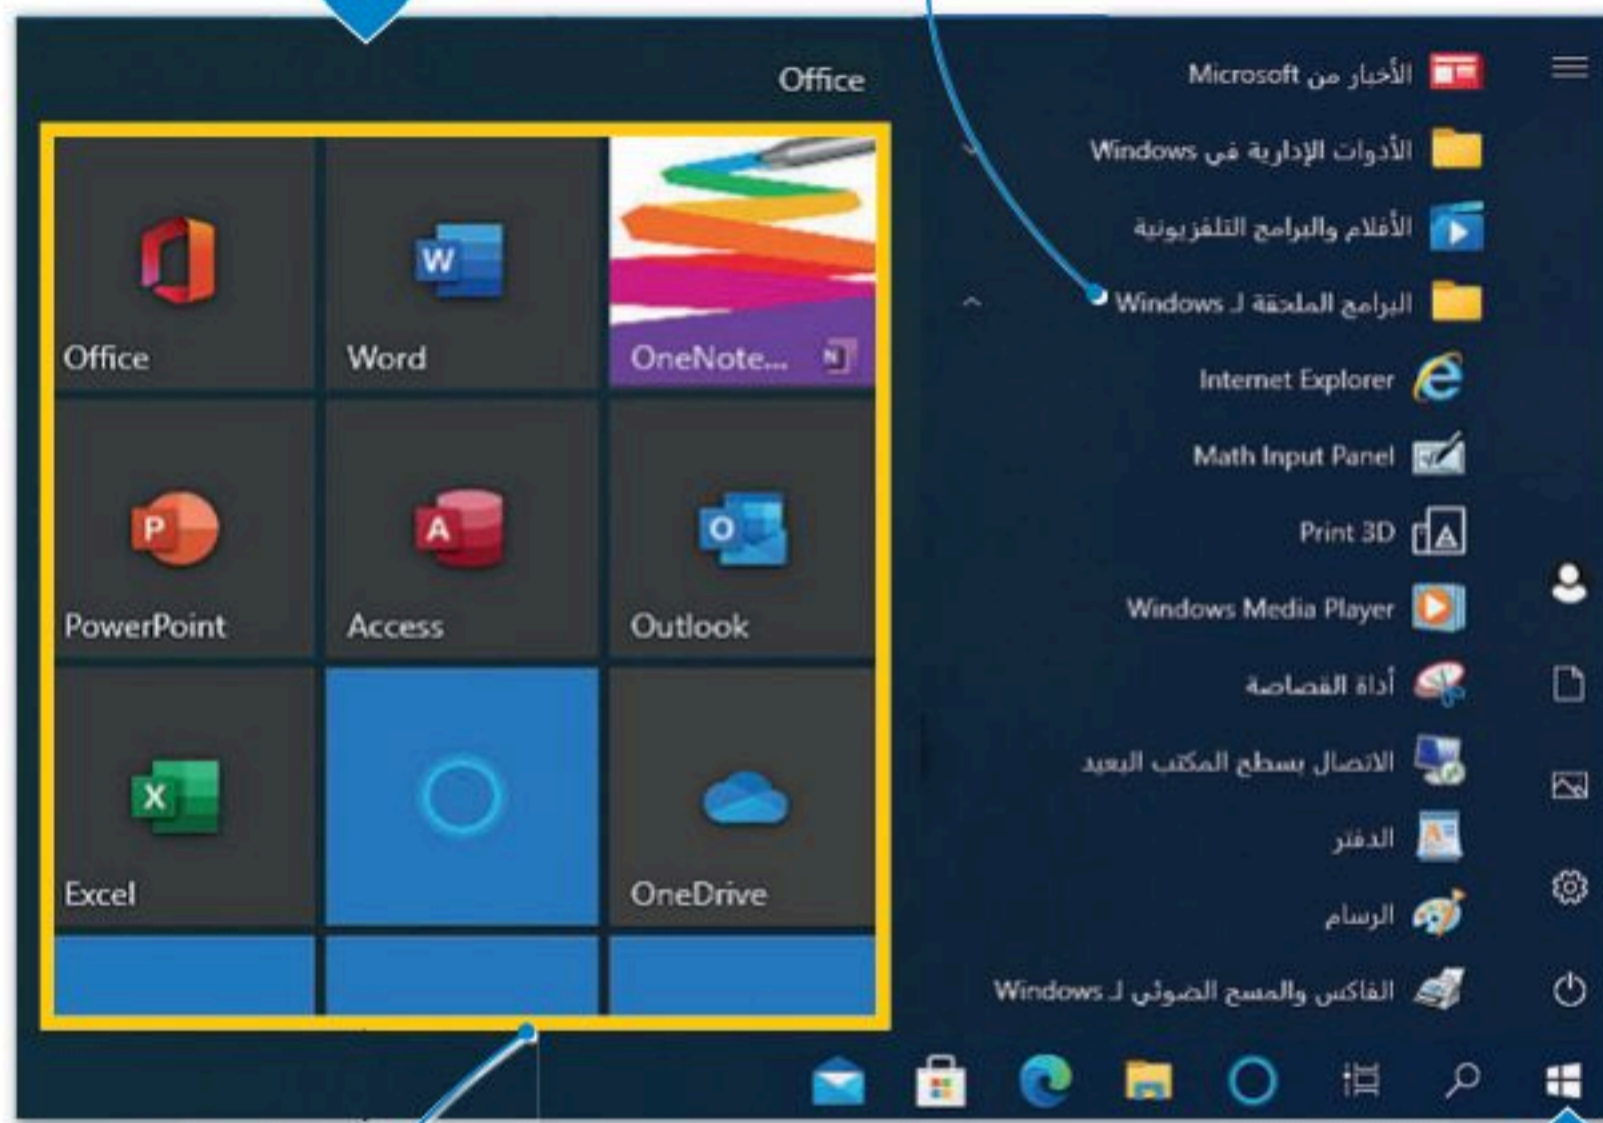 Office
Office
Word
OneNote...
PowerPoint
Access
Outlook
Excel
OneDrive
الأخبار من Microsoft
الأدوات الإدارية في Windows
الأفلام والبرامج التلفزيونية
البرامج الملحقة لـ Windows
Internet Explorer
Math Input Panel
Print 3D
Windows Media Player
أداة القصاصة
الاتصال بسطح المكتب البعيد
الدفتر
الرسام
الفاكس والمسح الضوئي لـ Windows